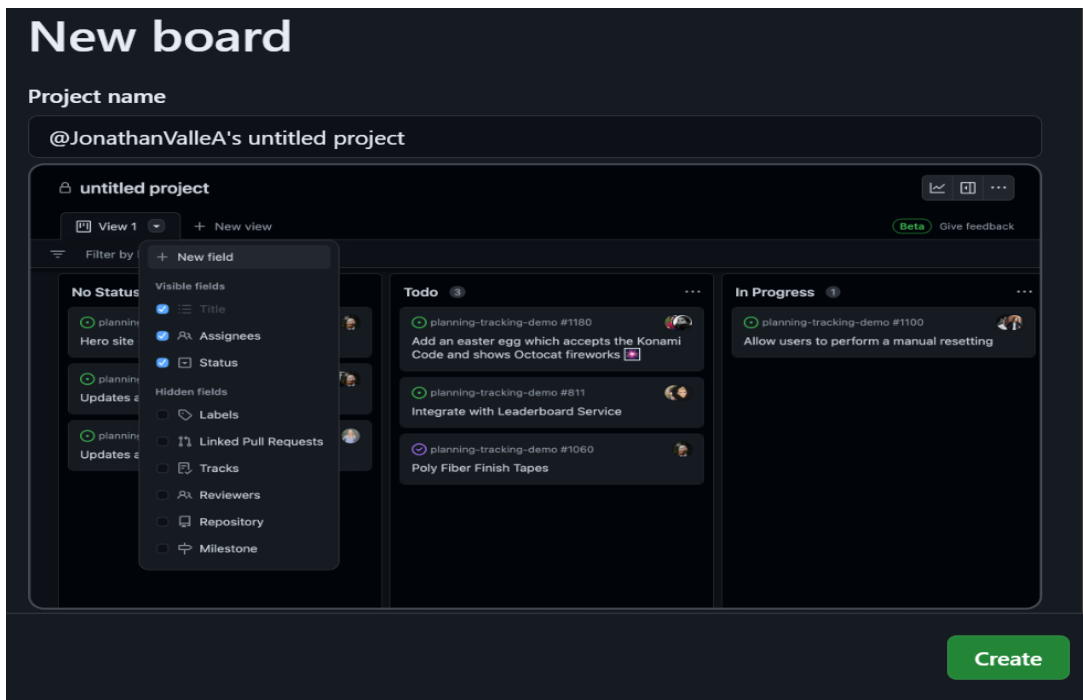 New board
Project name
@JonathanValleA's untitled project
untitled project
View 1
New view
Beta Give feedback
Filter by
New field
Visible fields
Title
Assignees
Status
Hidden fields
Labels
Linked Pull Requests
Tracks
Reviewers
Repository
Milestone
No Status
Hero site
Updates
Updates
Todo 3
planning-tracking-demo #1180
Add an easter egg which accepts the Konami
Code and shows Octocat fireworks 🎆
planning-tracking-demo #811
Integrate with Leaderboard Service
planning-tracking-demo #1060
Poly Fiber Finish Tapes
In Progress 1
planning-tracking-demo #1100
Allow users to perform a manual resetting
Create